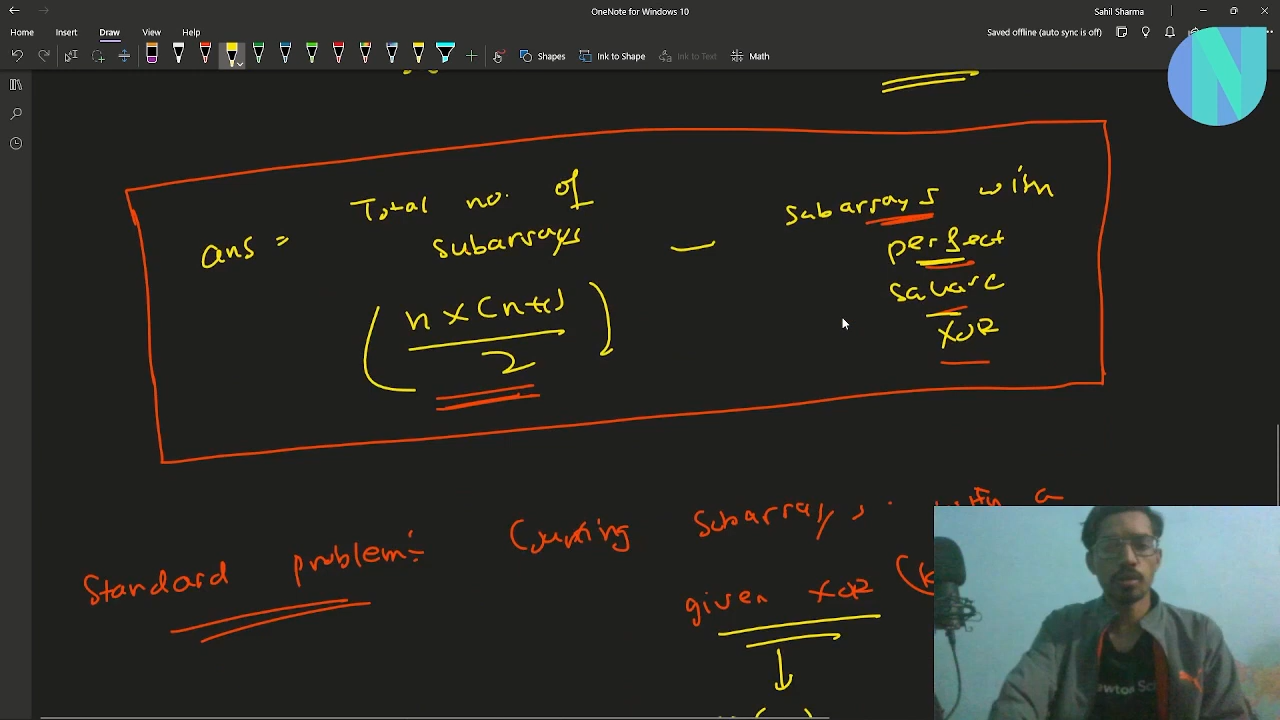 OneNote for Windows 10
Sahil Sharma
Home Insert Draw View Help
Saved offline (auto sync is off)
Shapes Ink to Shape Ink to Text Math
ans =
Total no. of
subarrays
( n x (n+1) / 2 )
—
subarrays with
perfect
square
XOR
Standard problem:- Counting subarrays with a
given XOR (k